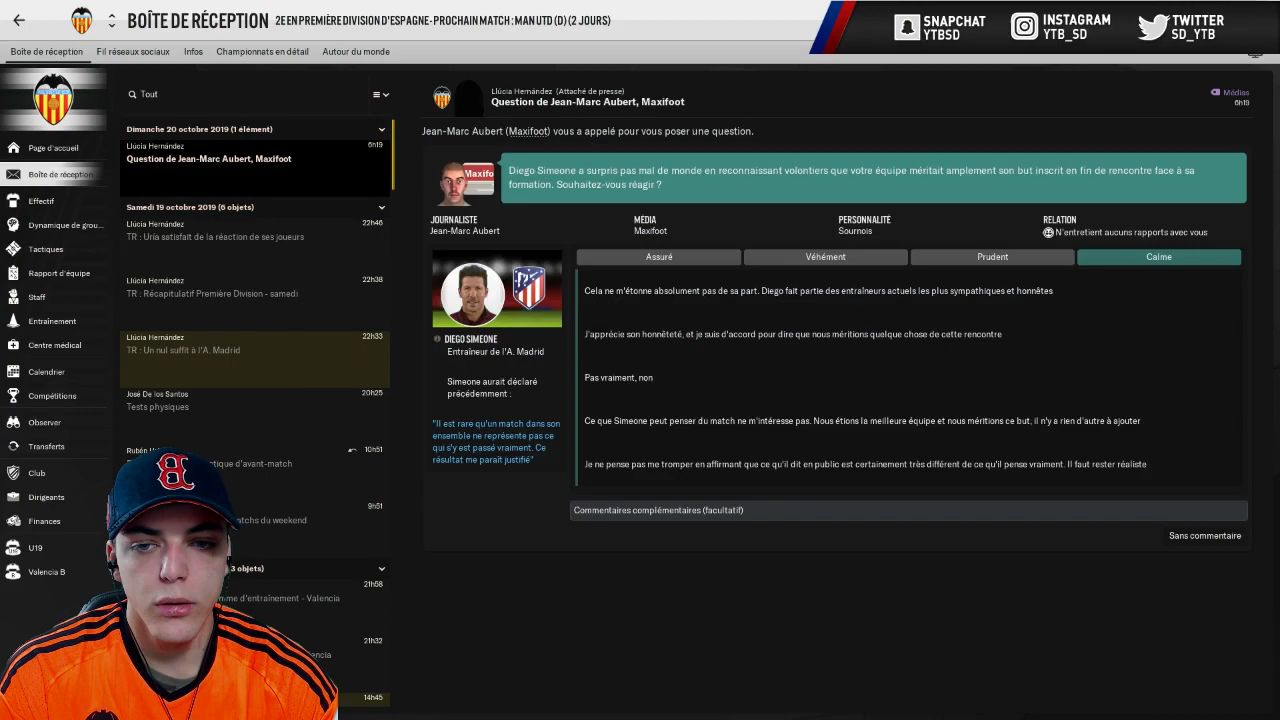 BOÎTE DE RÉCEPTION
2E EN PREMIÈRE DIVISION D'ESPAGNE- PROCHAIN MATCH : MAN UTD (D) (2 JOURS)
SNAPCHAT
YTBSD
INSTAGRAM
YTB_SD
TWITTER
SD_YTB
Boîte de réception
Fil réseaux sociaux
Infos
Championnats en détail
Autour du monde
Page d'accueil
Boîte de réception
Effectif
Dynamique de grou...
Tactiques
Rapport d'équipe
Staff
Entraînement
Centre médical
Calendrier
Compétitions
Observer
Transferts
Club
Dirigeants
Finances
U19
Valencia B
Tout
Dimanche 20 octobre 2019 (1 élément)
Llúcia Hernández 6h19
Question de Jean-Marc Aubert, Maxifoot
Samedi 19 octobre 2019 (6 objets)
Llúcia Hernández 22h46
TR : Uría satisfait de la réaction de ses joueurs
Llúcia Hernández 22h38
TR : Récapitulatif Première Division - samedi
Llúcia Hernández 22h33
TR : Un nul suffit à l'A. Madrid
José De los Santos 20h25
Tests physiques
Rubén 10h51
d'avant-match
9h51
du weekend
3 objets)
21h58
d'entraînement - Valencia
21h32
14h45
Llúcia Hernández (Attaché de presse)
Question de Jean-Marc Aubert, Maxifoot
Médias
6h19
Jean-Marc Aubert (Maxifoot) vous a appelé pour vous poser une question.
Maxifo
Diego Simeone a surpris pas mal de monde en reconnaissant volontiers que votre équipe méritait amplement son but inscrit en fin de rencontre face à sa
formation. Souhaitez-vous réagir ?
JOURNALISTE
Jean-Marc Aubert
MÉDIA
Maxifoot
PERSONNALITÉ
Sournois
RELATION
N'entretient aucuns rapports avec vous
DIEGO SIMEONE
Entraîneur de l'A. Madrid
Simeone aurait déclaré
précédemment :
"Il est rare qu'un match dans son
ensemble ne représente pas ce
qui s'y est passé vraiment. Ce
résultat me paraît justifié"
Assuré
Véhément
Prudent
Calme
Cela ne m'étonne absolument pas de sa part. Diego fait partie des entraîneurs actuels les plus sympathiques et honnêtes
J'apprécie son honnêteté, et je suis d'accord pour dire que nous méritions quelque chose de cette rencontre
Pas vraiment, non
Ce que Simeone peut penser du match ne m'intéresse pas. Nous étions la meilleure équipe et nous méritions ce but, il n'y a rien d'autre à ajouter
Je ne pense pas me tromper en affirmant que ce qu'il dit en public est certainement très différent de ce qu'il pense vraiment. Il faut rester réaliste
Commentaires complémentaires (facultatif)
Sans commentaire